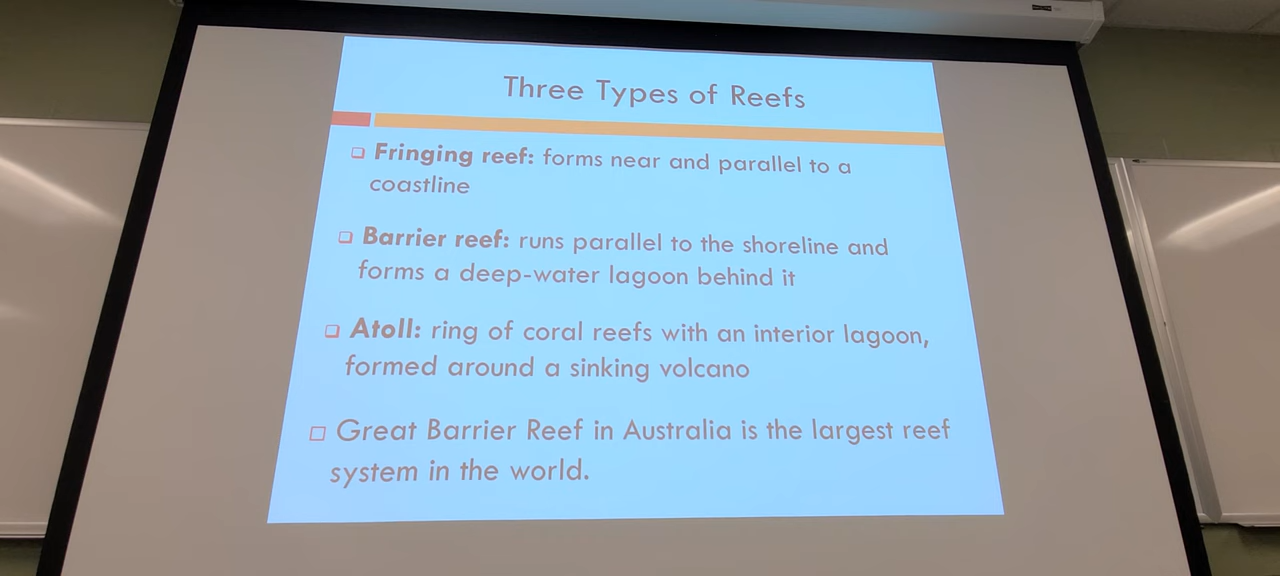 Three Types of Reefs
Fringing reef: forms near and parallel to a
coastline
Barrier reef: runs parallel to the shoreline and
forms a deep-water lagoon behind it
Atoll: ring of coral reefs with an interior lagoon,
formed around a sinking volcano
Great Barrier Reef in Australia is the largest reef
system in the world.